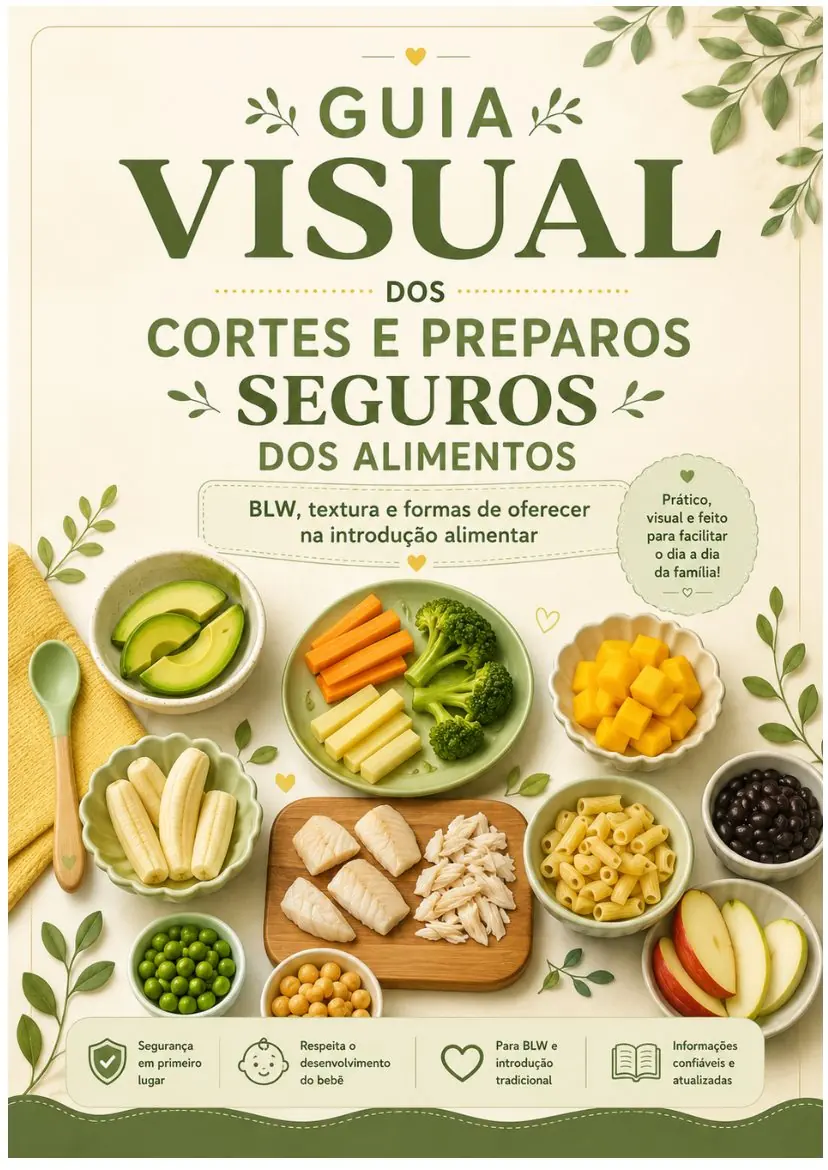 GUIA
VISUAL
DOS
CORTES E PREPAROS
SEGUROS
DOS ALIMENTOS
BLW, textura e formas de oferecer
na introdução alimentar
Prático,
visual e feito
para facilitar
o dia a dia
da família!
Segurança
em primeiro
lugar
Respeita o
desenvolvimento
do bebê
Para BLW e
introdução
tradicional
Informações
confiáveis e
atualizadas